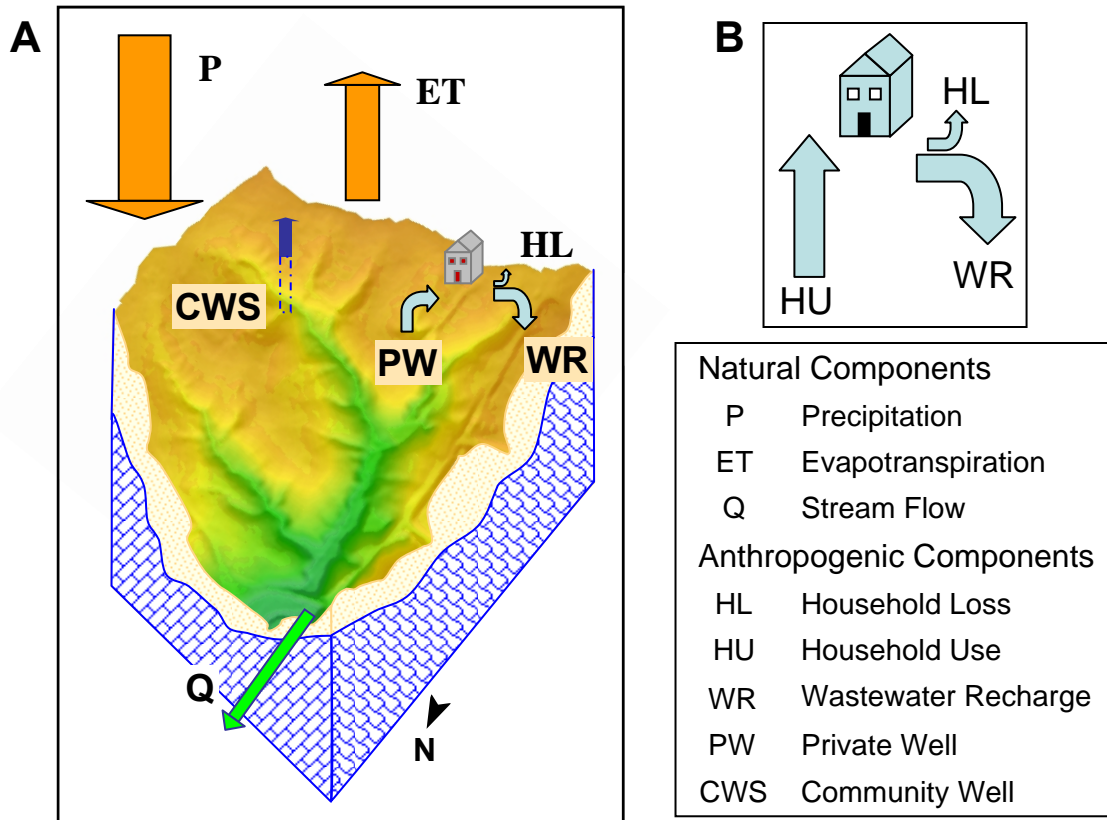 A
P
ET
CWS
HL
PW
WR
Q
N
B
HL
HU
WR
Natural Components
P Precipitation
ET Evapotranspiration
Q Stream Flow
Anthropogenic Components
HL Household Loss
HU Household Use
WR Wastewater Recharge
PW Private Well
CWS Community Well